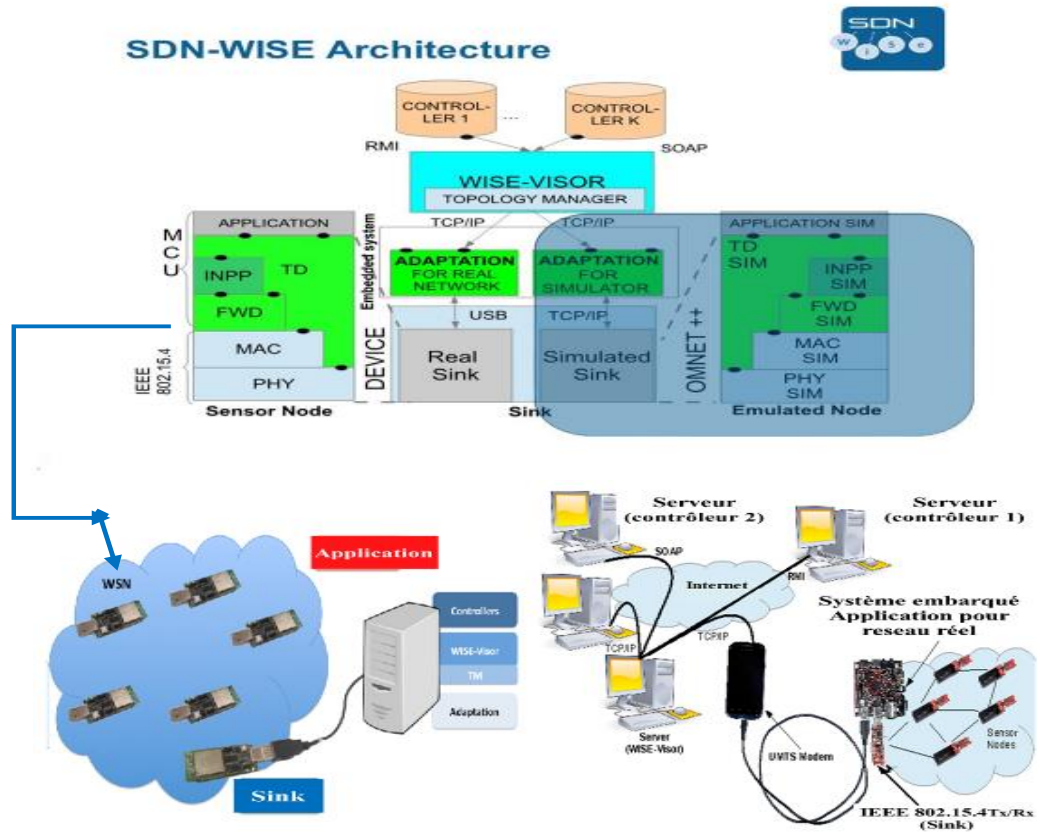 SDN-WISE Architecture
SDN
w i s e
CONTROL-
LER 1
...
CONTROL-
LER K
RMI
SOAP
WISE-VISOR
TOPOLOGY MANAGER
TCP/IP
TCP/IP
M
C
U
APPLICATION
TD
INPP
FWD
IEEE
802.15.4
MAC
PHY
Sensor Node
Embedded system
DEVICE
ADAPTATION
FOR REAL
NETWORK
ADAPTATION
FOR
SIMULATOR
USB
TCP/IP
Real
Sink
Simulated
Sink
Sink
OMNET ++
APPLICATION SIM
TD
SIM
INPP
SIM
FWD
SIM
MAC
SIM
PHY
SIM
Emulated Node
WSN
Application
Controllers
WISE-Visor
TM
Adaptation
Sink
Serveur
(contrôleur 2)
Serveur
(contrôleur 1)
SOAP
Internet
RMI
TCP/IP
TCP/IP
Système embarqué
Application pour
reseau réel
Server
(WISE-Visor)
UMTS Modem
Sensor
Nodes
IEEE 802.15.4Tx/Rx
(Sink)